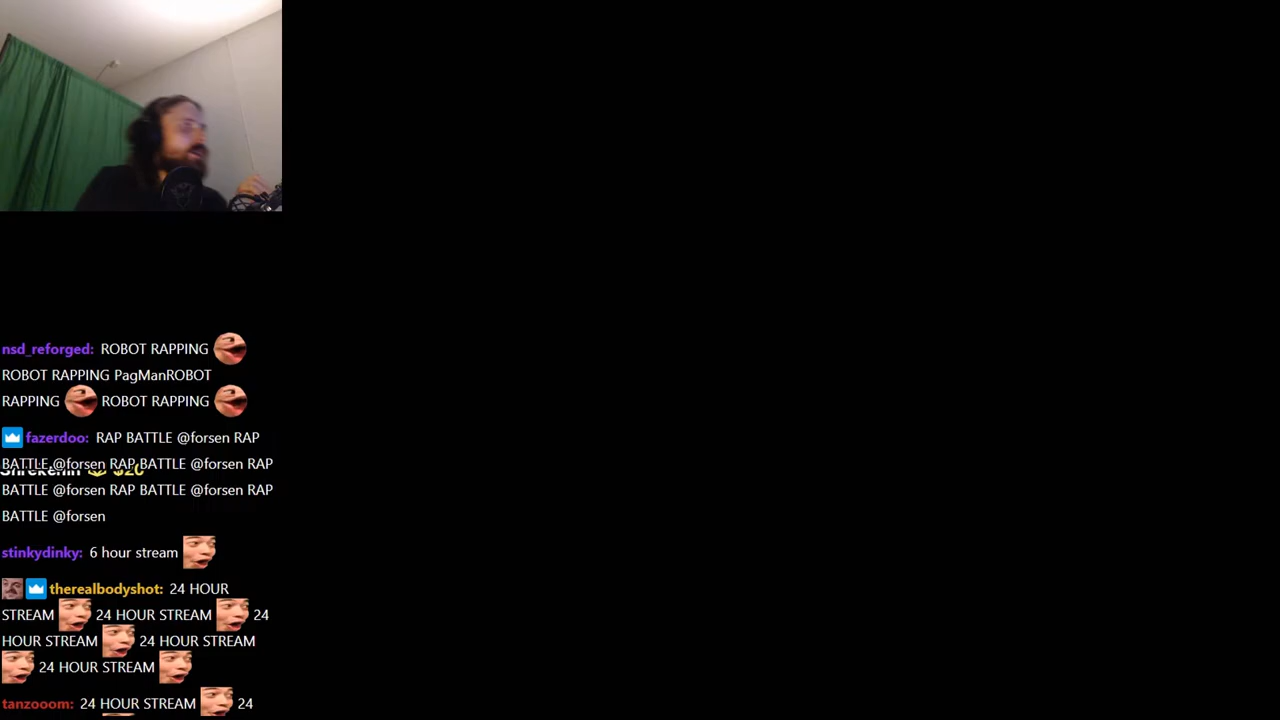 nsd_reforged: ROBOT RAPPING
ROBOT RAPPING PagManROBOT
RAPPING ROBOT RAPPING
fazerdoo: RAP BATTLE @forsen RAP
BATTLE @forsen RAP BATTLE @forsen RAP
$20
BATTLE @forsen RAP BATTLE @forsen RAP
BATTLE @forsen
stinkydinky: 6 hour stream
therealbodyshot: 24 HOUR
STREAM 24 HOUR STREAM 24
HOUR STREAM 24 HOUR STREAM
24 HOUR STREAM
tanzooom: 24 HOUR STREAM 24